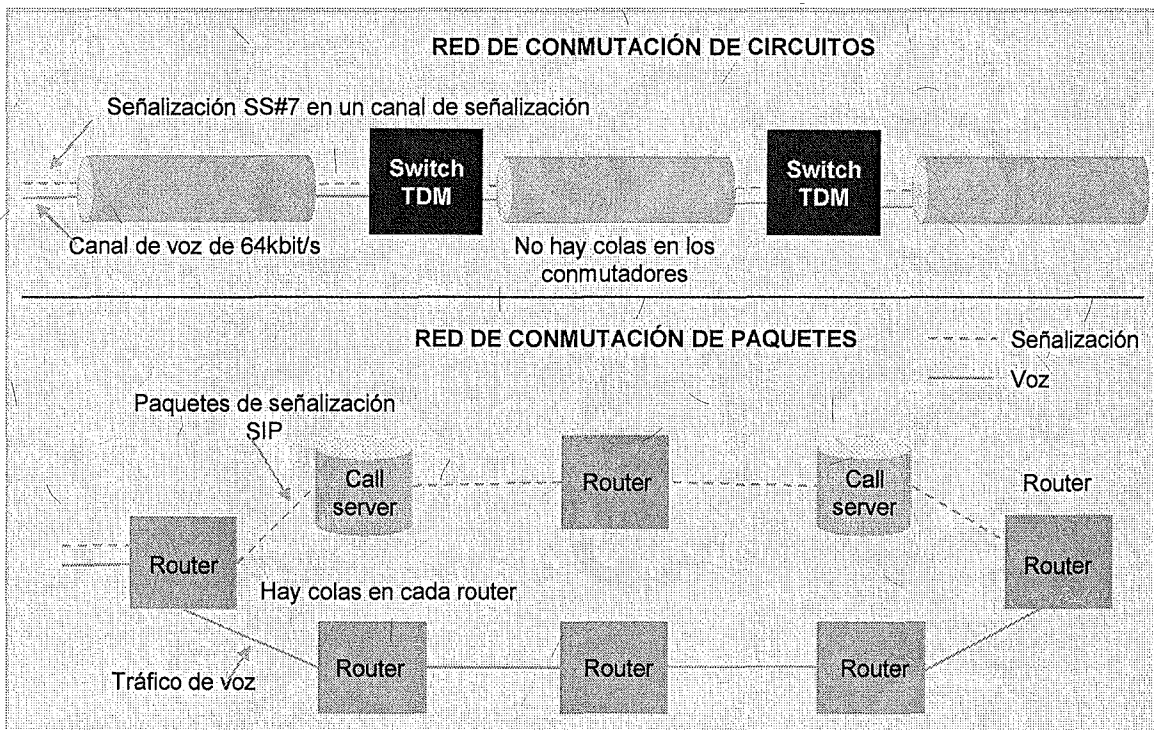 RED DE CONMUTACIÓN DE CIRCUITOS
Señalización SS#7 en un canal de señalización
Switch
TDM
Switch
TDM
Canal de voz de 64kbit/s
No hay colas en los
conmutadores
RED DE CONMUTACIÓN DE PAQUETES
Señalización
Voz
Paquetes de señalización
SIP
Call
server
Router
Call
server
Router
Router
Router
Hay colas en cada router
Router
Router
Router
Tráfico de voz